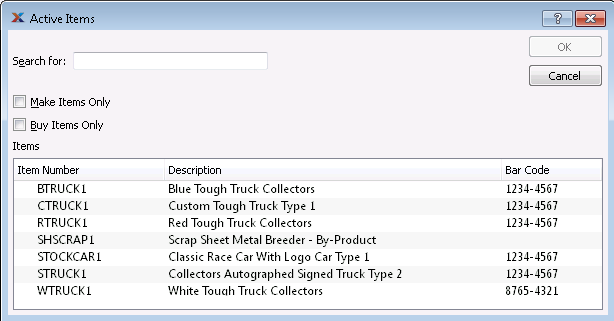 Active Items
OK
Search for:
Cancel
Make Items Only
Buy Items Only
Items
Item Number Description Bar Code
BTRUCK1 Blue Tough Truck Collectors 1234-4567
CTRUCK1 Custom Tough Truck Type 1 1234-4567
RTRUCK1 Red Tough Truck Collectors 1234-4567
SHSCRAP1 Scrap Sheet Metal Breeder - By-Product
STOCKCAR1 Classic Race Car With Logo Car Type 1 1234-4567
STRUCK1 Collectors Autographed Signed Truck Type 2 1234-4567
WTRUCK1 White Tough Truck Collectors 8765-4321